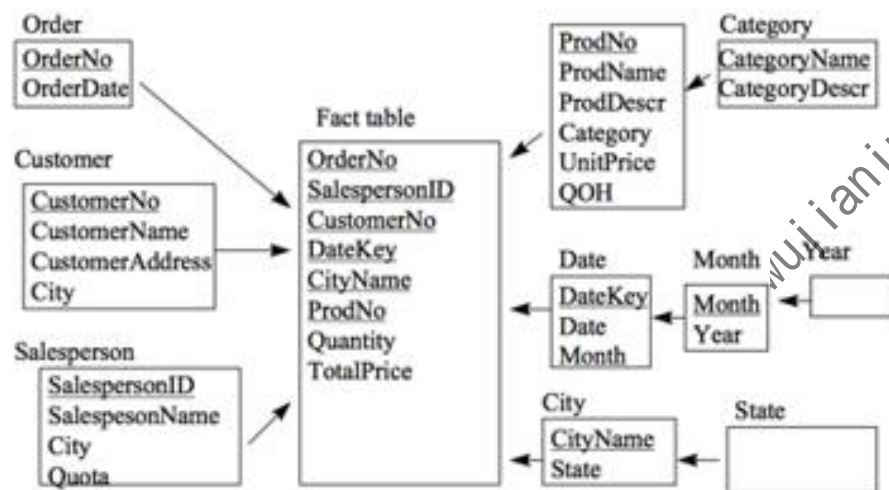 Order
OrderNo
OrderDate
Customer
CustomerNo
CustomerName
CustomerAddress
City
Salesperson
SalespersonID
SalespesonName
City
Quota
Fact table
OrderNo
SalespersonID
CustomerNo
DateKey
CityName
ProdNo
Quantity
TotalPrice
ProdNo
ProdName
ProdDescr
Category
UnitPrice
QOH
Category
CategoryName
CategoryDescr
Date
DateKey
Date
Month
Month
Month
Year
Year
City
CityName
State
State